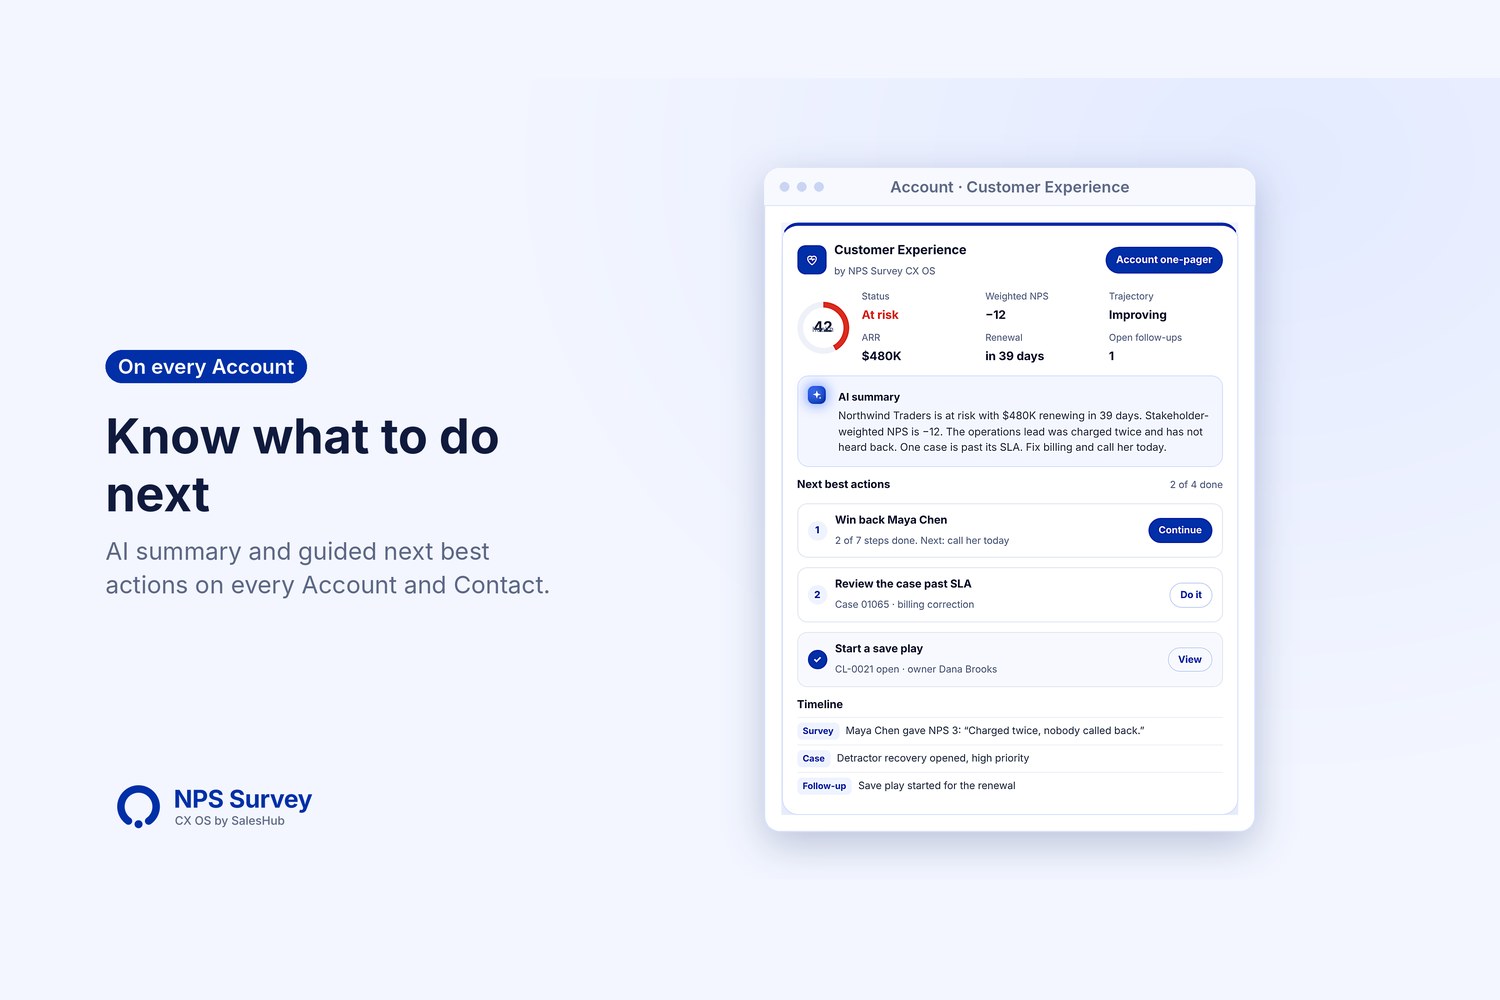 On every Account
Know what to do
next
AI summary and guided next best
actions on every Account and Contact.
NPS Survey
CX OS by SalesHub
Account · Customer Experience
Customer Experience
by NPS Survey CX OS
Account one-pager
42
Status
At risk
Weighted NPS
−12
Trajectory
Improving
ARR
$480K
Renewal
in 39 days
Open follow-ups
1
AI summary
Northwind Traders is at risk with $480K renewing in 39 days. Stakeholder-
weighted NPS is −12. The operations lead was charged twice and has not
heard back. One case is past its SLA. Fix billing and call her today.
Next best actions
2 of 4 done
1
Win back Maya Chen
2 of 7 steps done. Next: call her today
Continue
2
Review the case past SLA
Case 01065 · billing correction
Do it
Start a save play
CL-0021 open · owner Dana Brooks
View
Timeline
Survey Maya Chen gave NPS 3: “Charged twice, nobody called back.”
Case Detractor recovery opened, high priority
Follow-up Save play started for the renewal